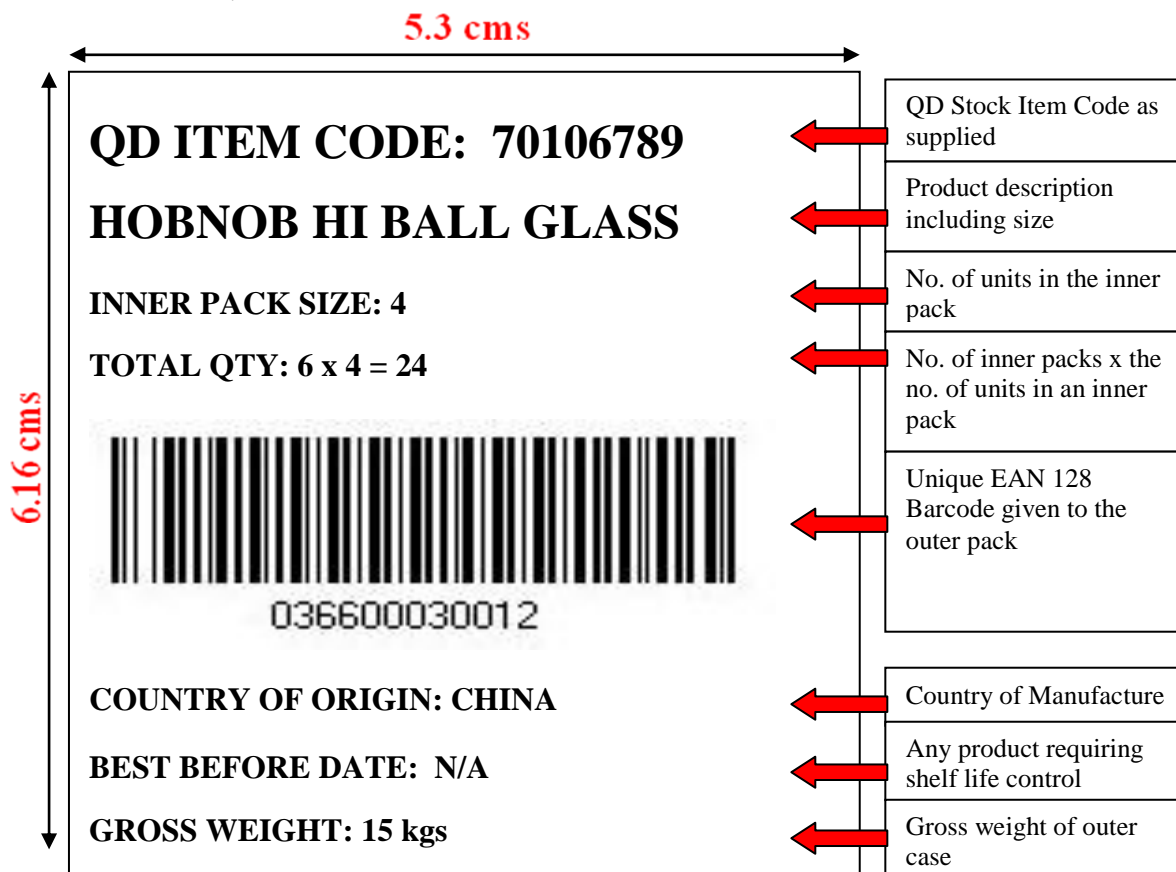 5.3 cms
QD ITEM CODE: 70106789
QD Stock Item Code as
supplied
HOBNOB HI BALL GLASS
Product description
including size
INNER PACK SIZE: 4
No. of units in the inner
pack
TOTAL QTY: 6 x 4 = 24
No. of inner packs x the
no. of units in an inner
pack
6.16 cms
Unique EAN 128
Barcode given to the
outer pack
036600030012
COUNTRY OF ORIGIN: CHINA
Country of Manufacture
BEST BEFORE DATE: N/A
Any product requiring
shelf life control
GROSS WEIGHT: 15 kgs
Gross weight of outer
case